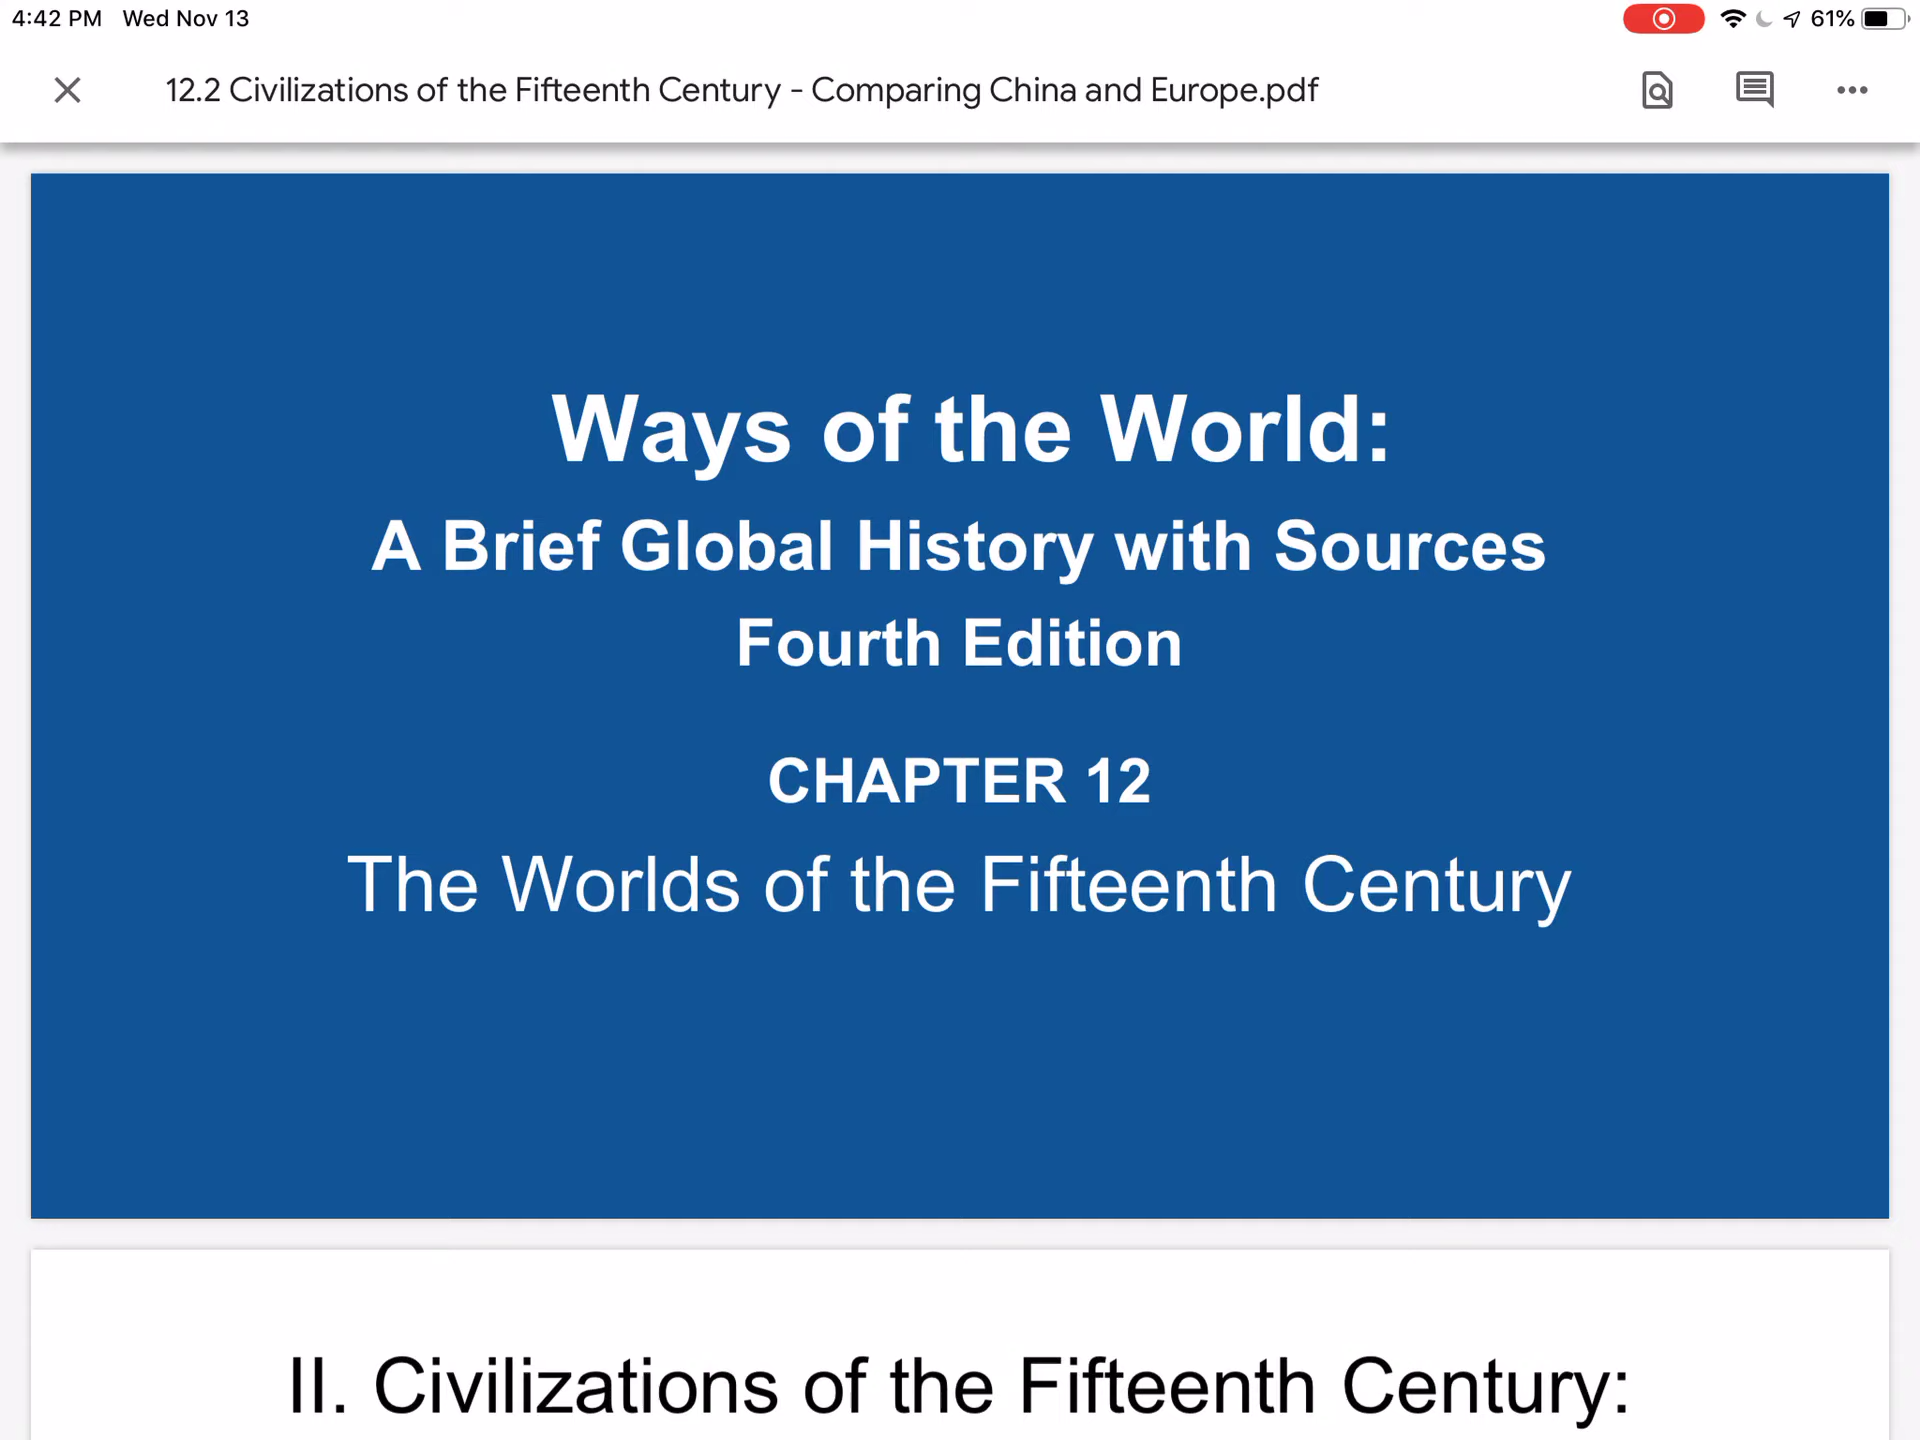 4:42 PM Wed Nov 13
61%
12.2 Civilizations of the Fifteenth Century - Comparing China and Europe.pdf
Ways of the World:
A Brief Global History with Sources
Fourth Edition
CHAPTER 12
The Worlds of the Fifteenth Century
II. Civilizations of the Fifteenth Century: